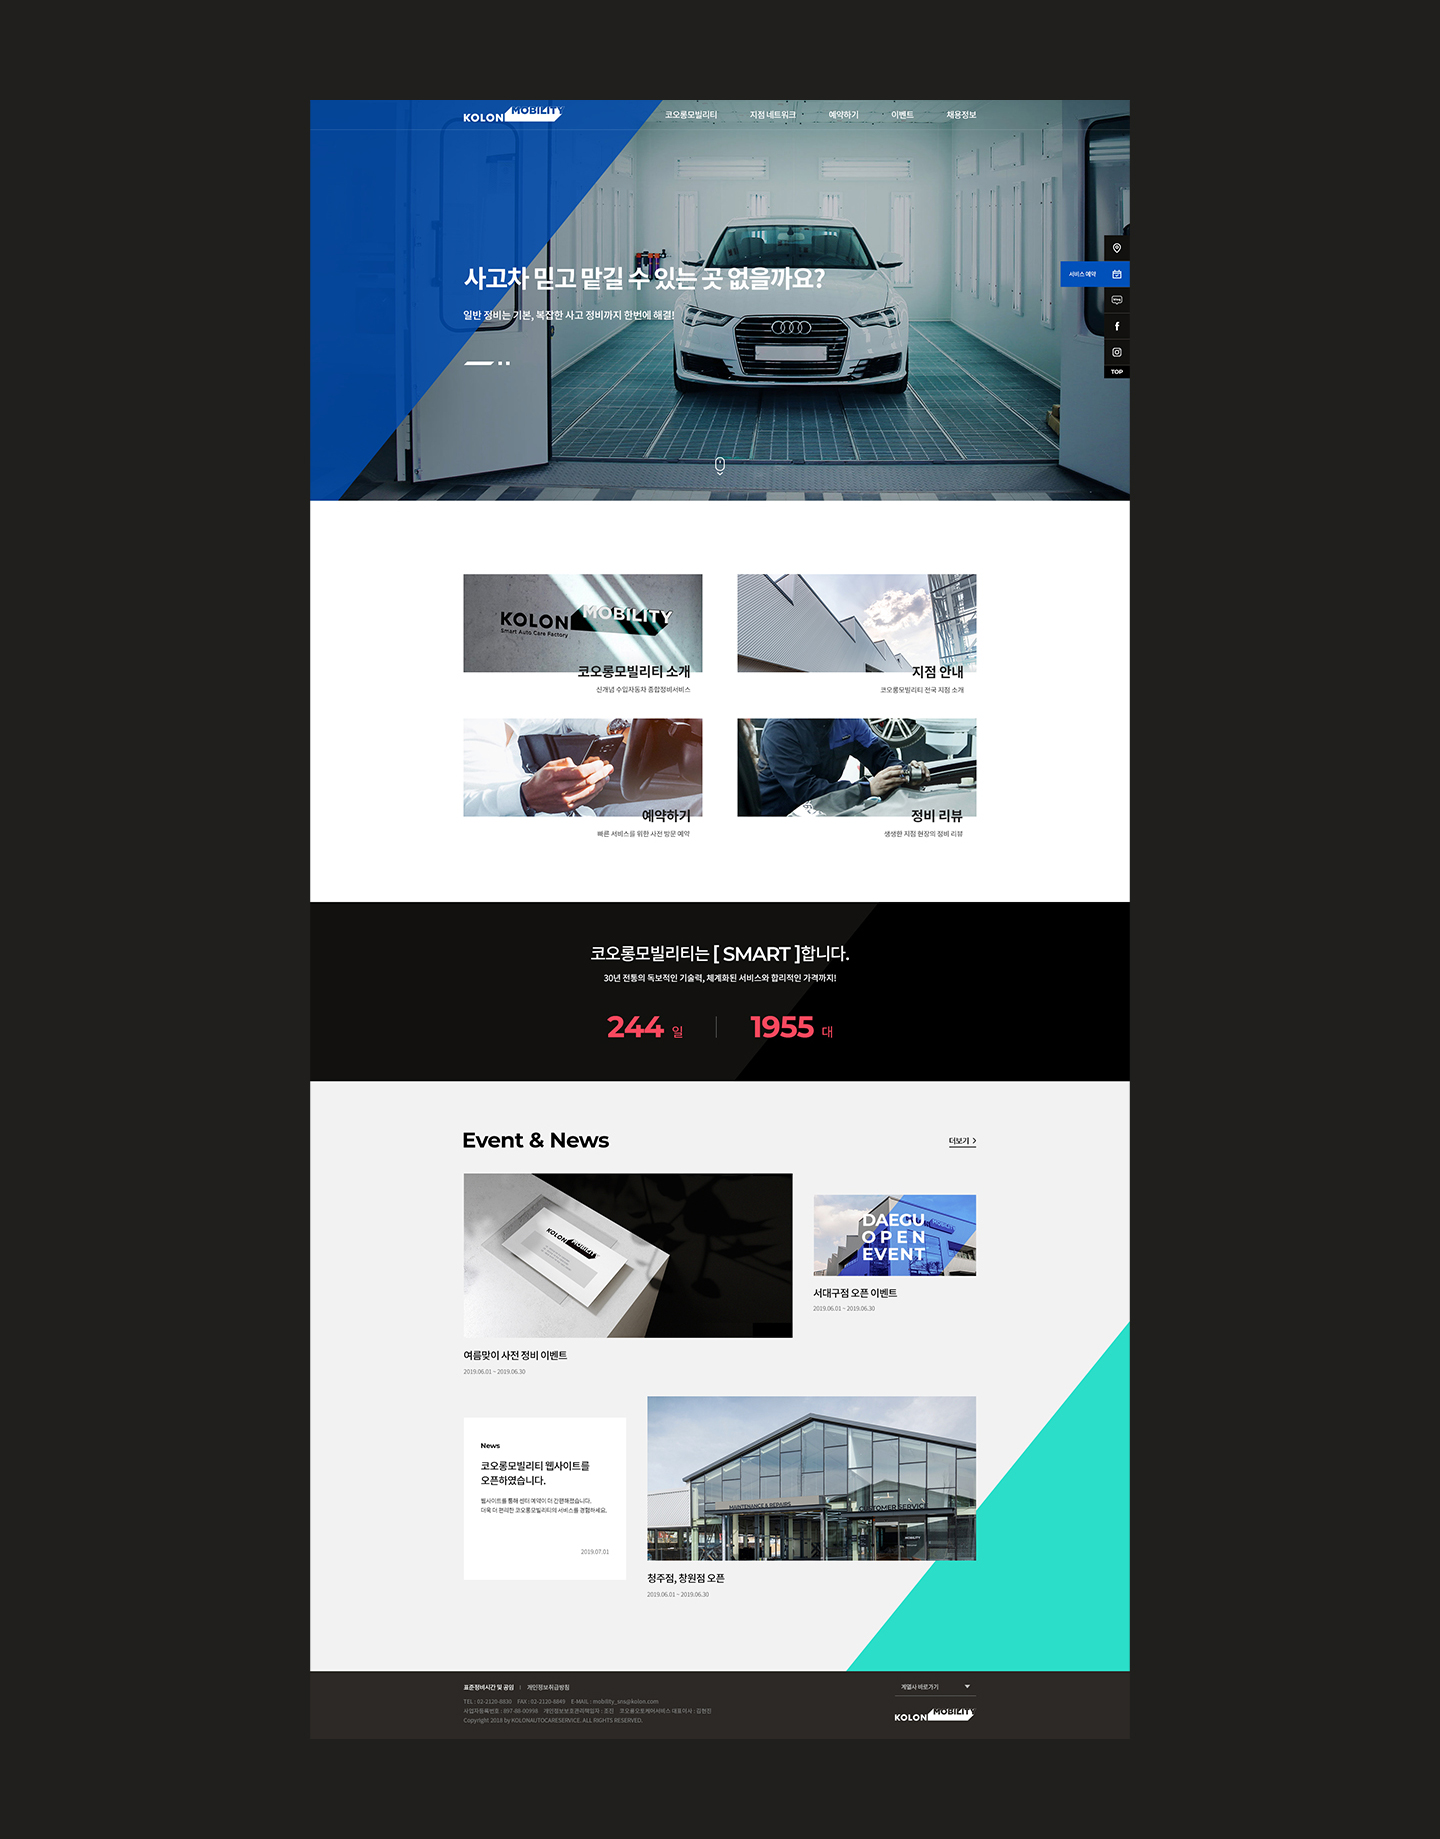 KOLON MOBILITY
코오롱모빌리티 지점 네트워크 예약하기 이벤트 채용정보
사고차 믿고 맡길 수 있는 곳 없을까요?
일반 정비는 기본, 복잡한 사고 정비까지 한번에 해결!
서비스 예약
blog
TOP
KOLON MOBILITY
Smart Auto Care Factory
코오롱모빌리티 소개
신개념 수입자동차 종합정비서비스
지점 안내
코오롱모빌리티 전국 지점 소개
예약하기
빠른 서비스를 위한 사전 방문 예약
정비 리뷰
생생한 지점 현장의 정비 리뷰
코오롱모빌리티는 [ SMART ]합니다.
30년 전통의 독보적인 기술력, 체계화된 서비스와 합리적인 가격까지!
244 일
1955 대
Event & News
더보기 >
KOLON MOBILITY
여름맞이 사전 정비 이벤트
2019.06.01 ~ 2019.06.30
DAEGU
OPEN
EVENT
서대구점 오픈 이벤트
2019.06.01 ~ 2019.06.30
News
코오롱모빌리티 웹사이트를
오픈하였습니다.
웹사이트를 통해 센터 예약이 더 간편해졌습니다.
더욱 더 편리한 코오롱모빌리티의 서비스를 경험하세요.
2019.07.01
MAINTENANCE & REPAIRS
CUSTOMER SERVICE
MOBILITY
청주점, 창원점 오픈
2019.06.01 ~ 2019.06.30
표준정비시간 및 공임 | 개인정보취급방침
계열사 바로가기
TEL : 02-2120-8830 FAX : 02-2120-8849 E-MAIL : mobility_sns@kolon.com
사업자등록번호 : 897-88-00998 개인정보보호관리책임자 : 조진 코오롱오토케어서비스 대표이사 : 김현진
Copyright 2018 by KOLONAUTOCARESERVICE. ALL RIGHTS RESERVED.
KOLON MOBILITY